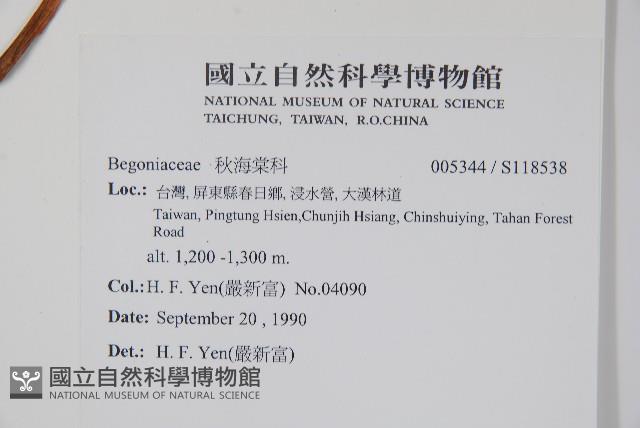 國立自然科學博物館
NATIONAL MUSEUM OF NATURAL SCIENCE
TAICHUNG, TAIWAN, R.O.CHINA
Begoniaceae 秋海棠科 005344 / S118538
Loc.: 台灣, 屏東縣春日鄉, 浸水營, 大漢林道
Taiwan, Pingtung Hsien,Chunjih Hsiang, Chinshuiying, Tahan Forest
Road
alt. 1,200 -1,300 m.
Col.: H. F. Yen(嚴新富) No.04090
Date: September 20 , 1990
Det.: H. F. Yen(嚴新富)
國立自然科學博物館
NATIONAL MUSEUM OF NATURAL SCIENCE